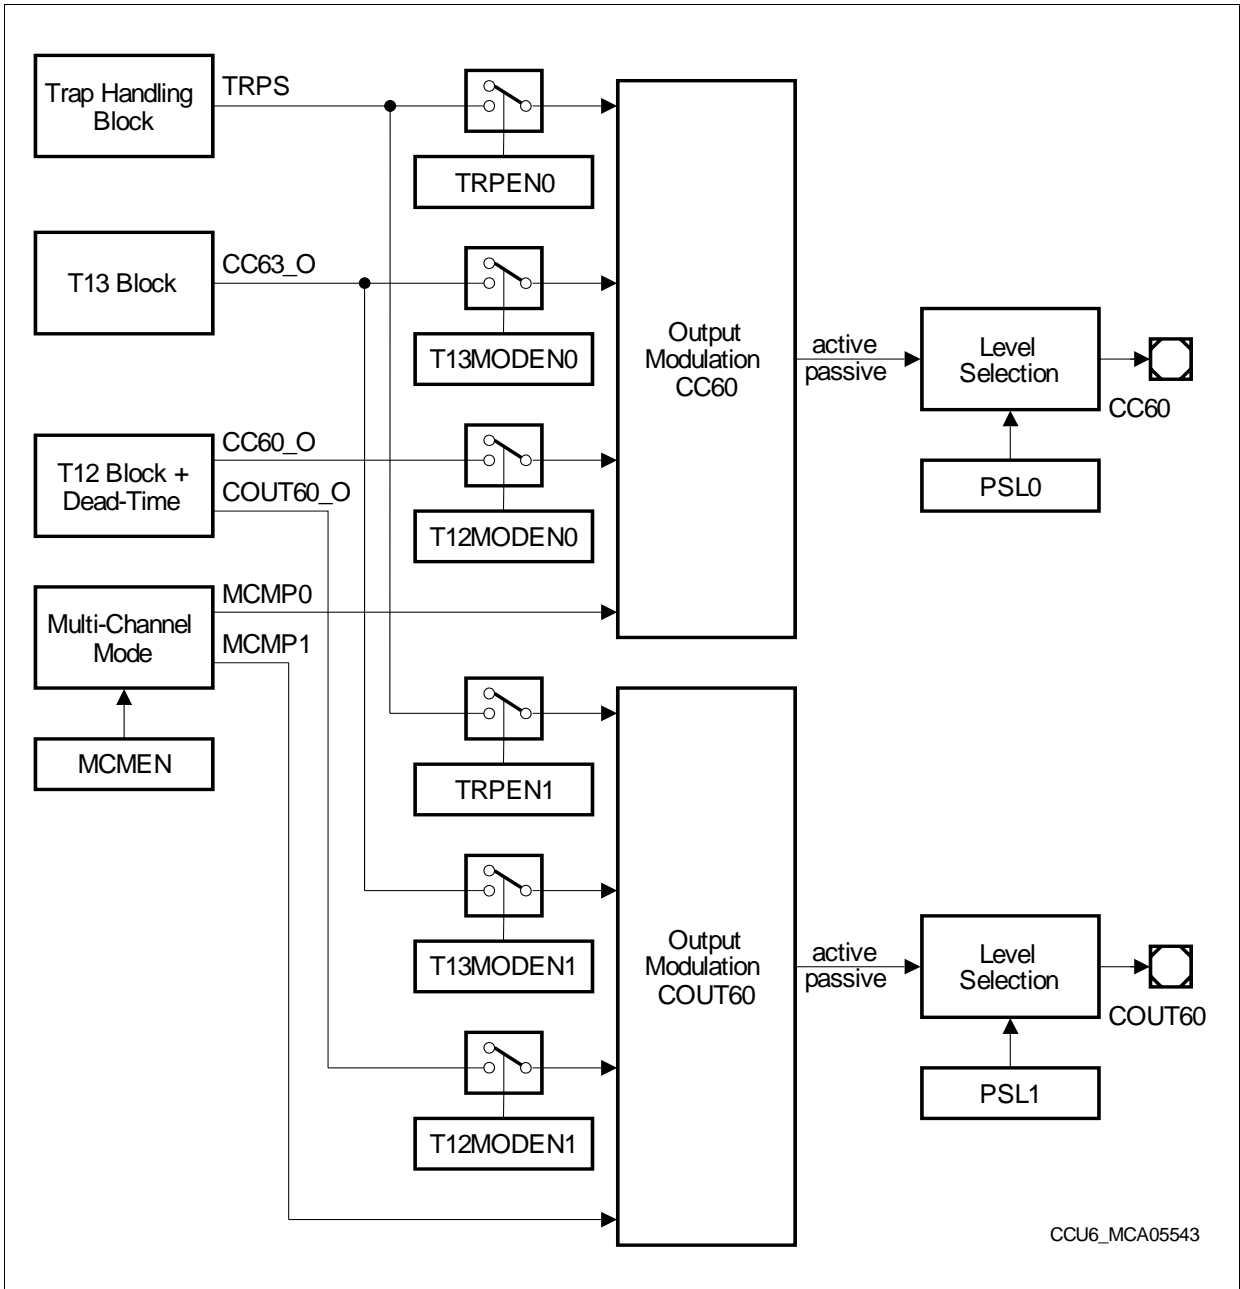 Trap Handling
Block
TRPS
TRPEN0
T13 Block
CC63_O
T13MODEN0
T12 Block +
Dead-Time
CC60_O
COUT60_O
T12MODEN0
Multi-Channel
Mode
MCMP0
MCMP1
MCMEN
Output
Modulation
CC60
active
passive
Level
Selection
CC60
PSL0
TRPEN1
T13MODEN1
T12MODEN1
Output
Modulation
COUT60
active
passive
Level
Selection
COUT60
PSL1
CCU6_MCA05543